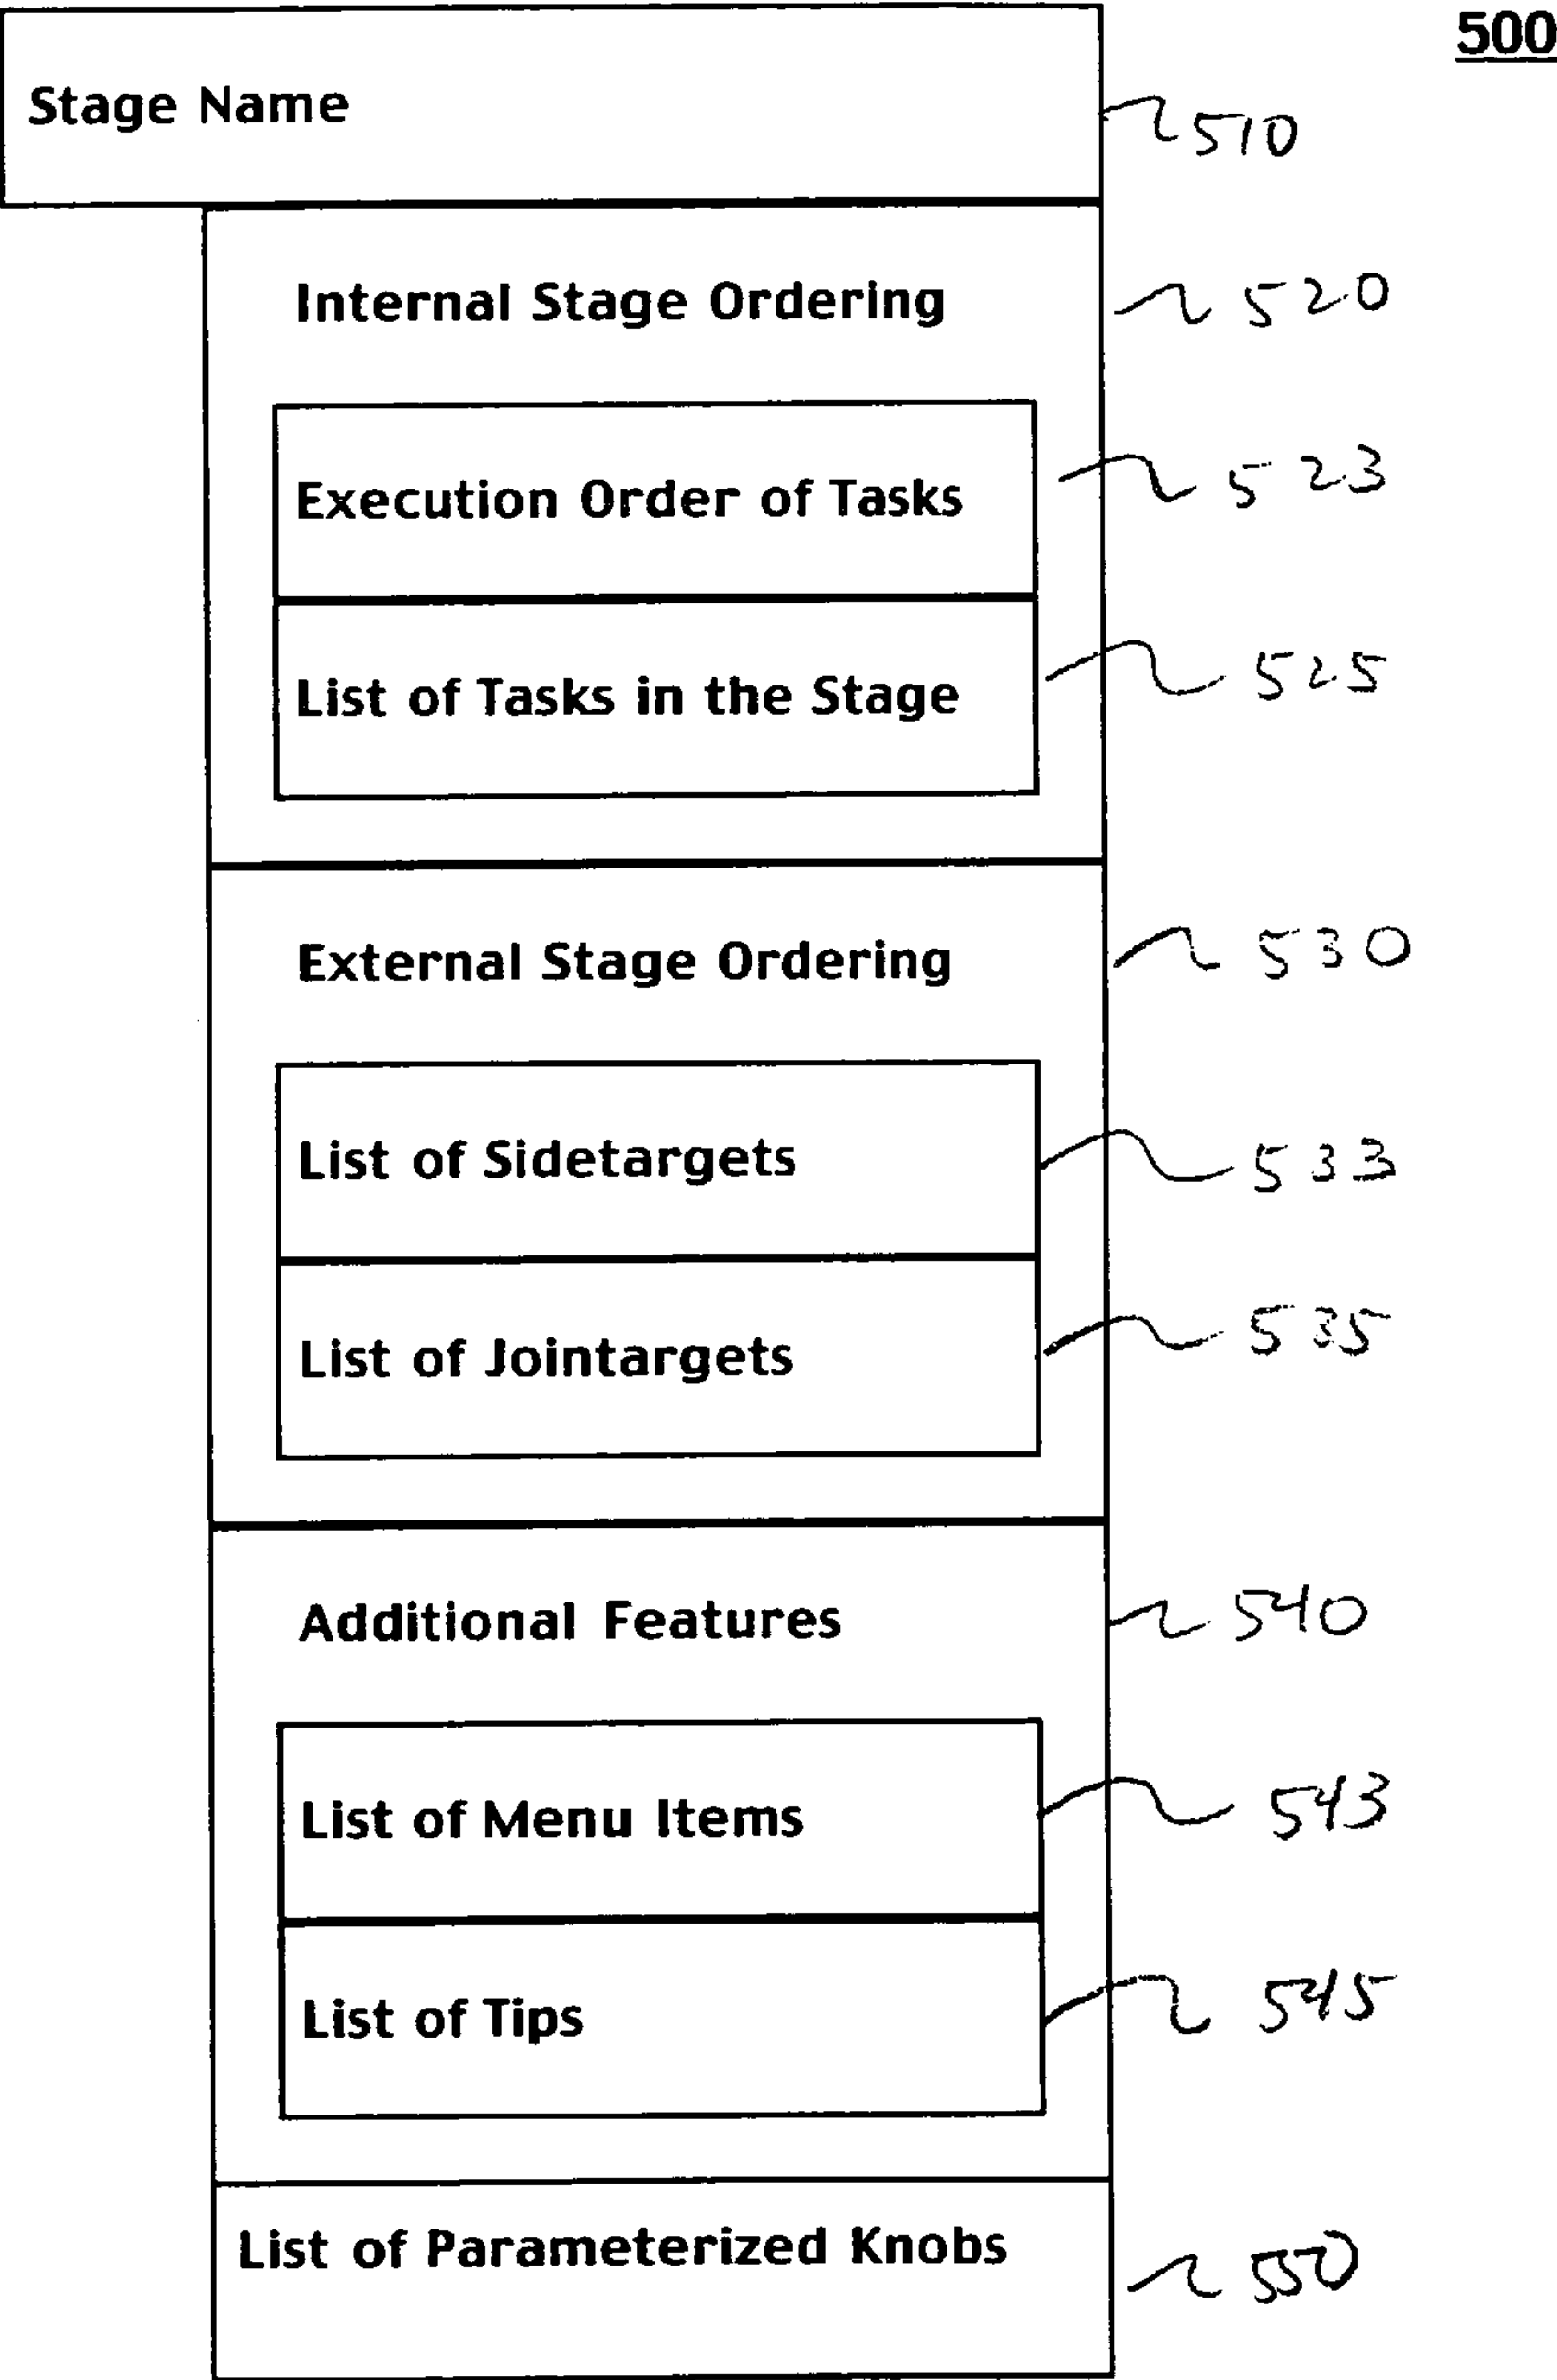 500
Stage Name
510
Internal Stage Ordering
520
Execution Order of Tasks
523
List of Tasks in the Stage
525
External Stage Ordering
530
List of Sidetargets
533
List of Jointargets
535
Additional Features
540
List of Menu Items
543
List of Tips
545
List of Parameterized Knobs
550